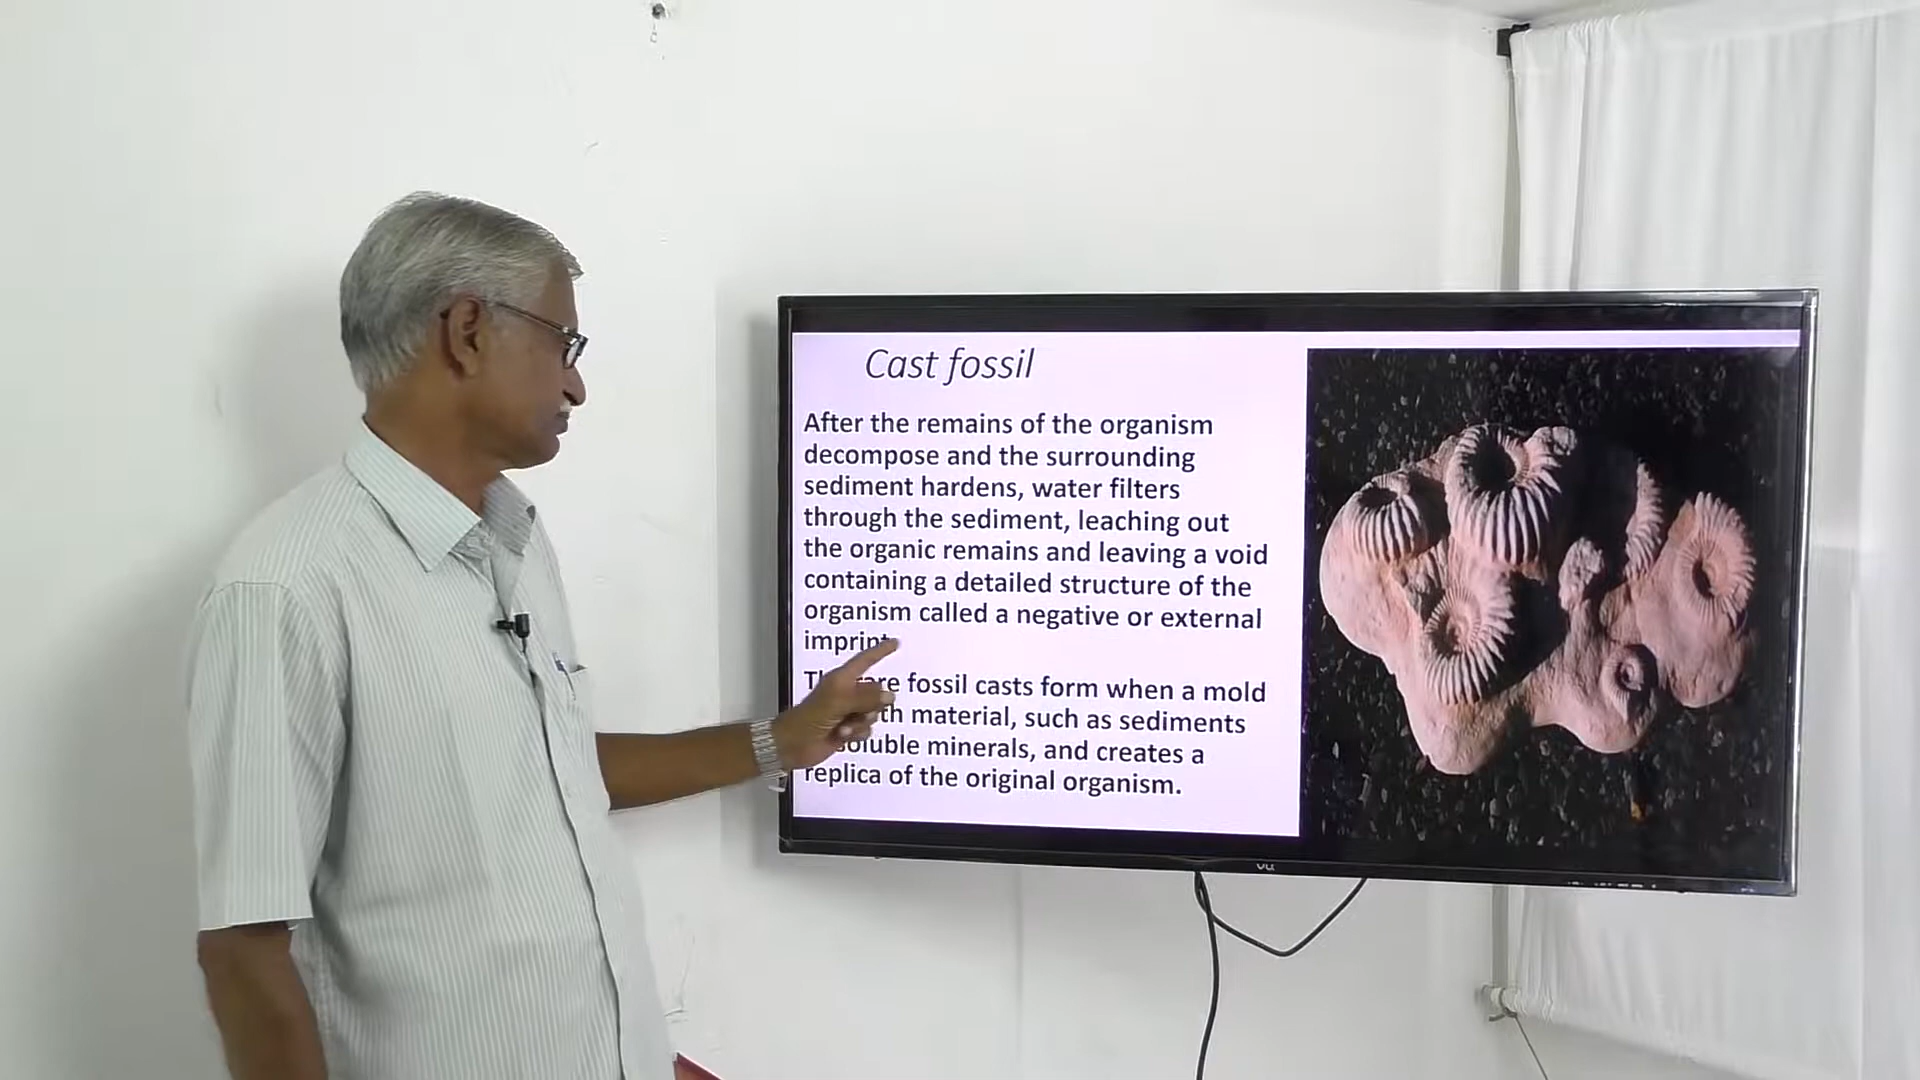 Cast fossil
After the remains of the organism
decompose and the surrounding
sediment hardens, water filters
through the sediment, leaching out
the organic remains and leaving a void
containing a detailed structure of the
organism called a negative or external
imprint
fossil casts form when a mold
material, such as sediments
soluble minerals, and creates a
replica of the original organism.